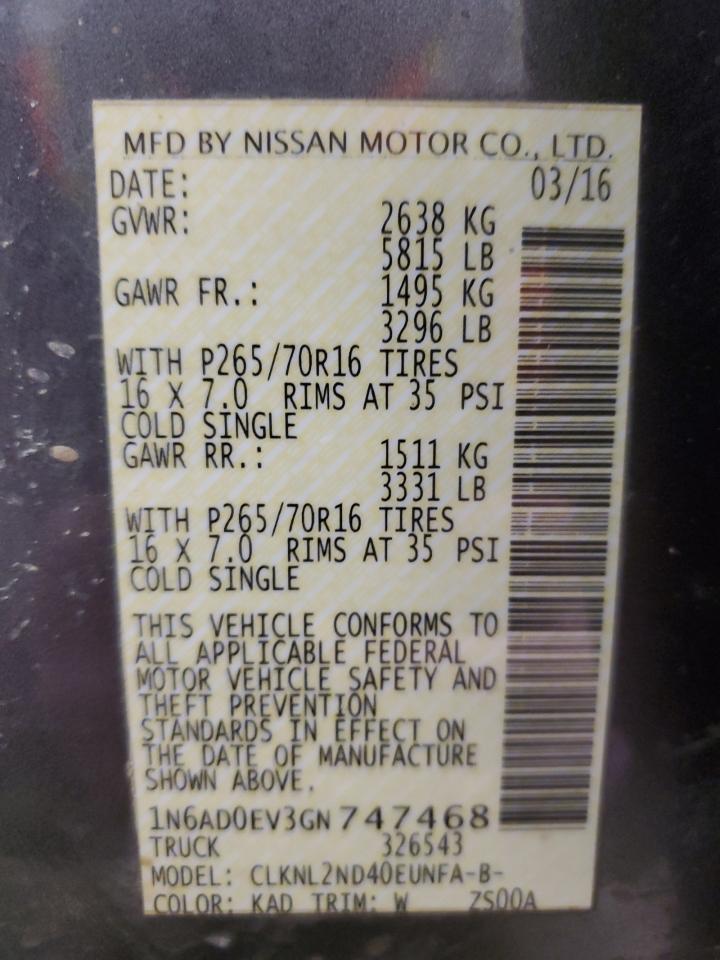 MFD BY NISSAN MOTOR CO., LTD.
DATE: 03/16
GVWR: 2638 KG
5815 LB
GAWR FR.: 1495 KG
3296 LB
WITH P265/70R16 TIRES
16 X 7.0 RIMS AT 35 PSI
COLD SINGLE
GAWR RR.: 1511 KG
3331 LB
WITH P265/70R16 TIRES
16 X 7.0 RIMS AT 35 PSI
COLD SINGLE
THIS VEHICLE CONFORMS TO
ALL APPLICABLE FEDERAL
MOTOR VEHICLE SAFETY AND
THEFT PREVENTION
STANDARDS IN EFFECT ON
THE DATE OF MANUFACTURE
SHOWN ABOVE.
1N6AD0EV3GN747468
TRUCK 326543
MODEL: CLKNL2ND40EUNFA-B-
COLOR: KAD TRIM: W ZS00A